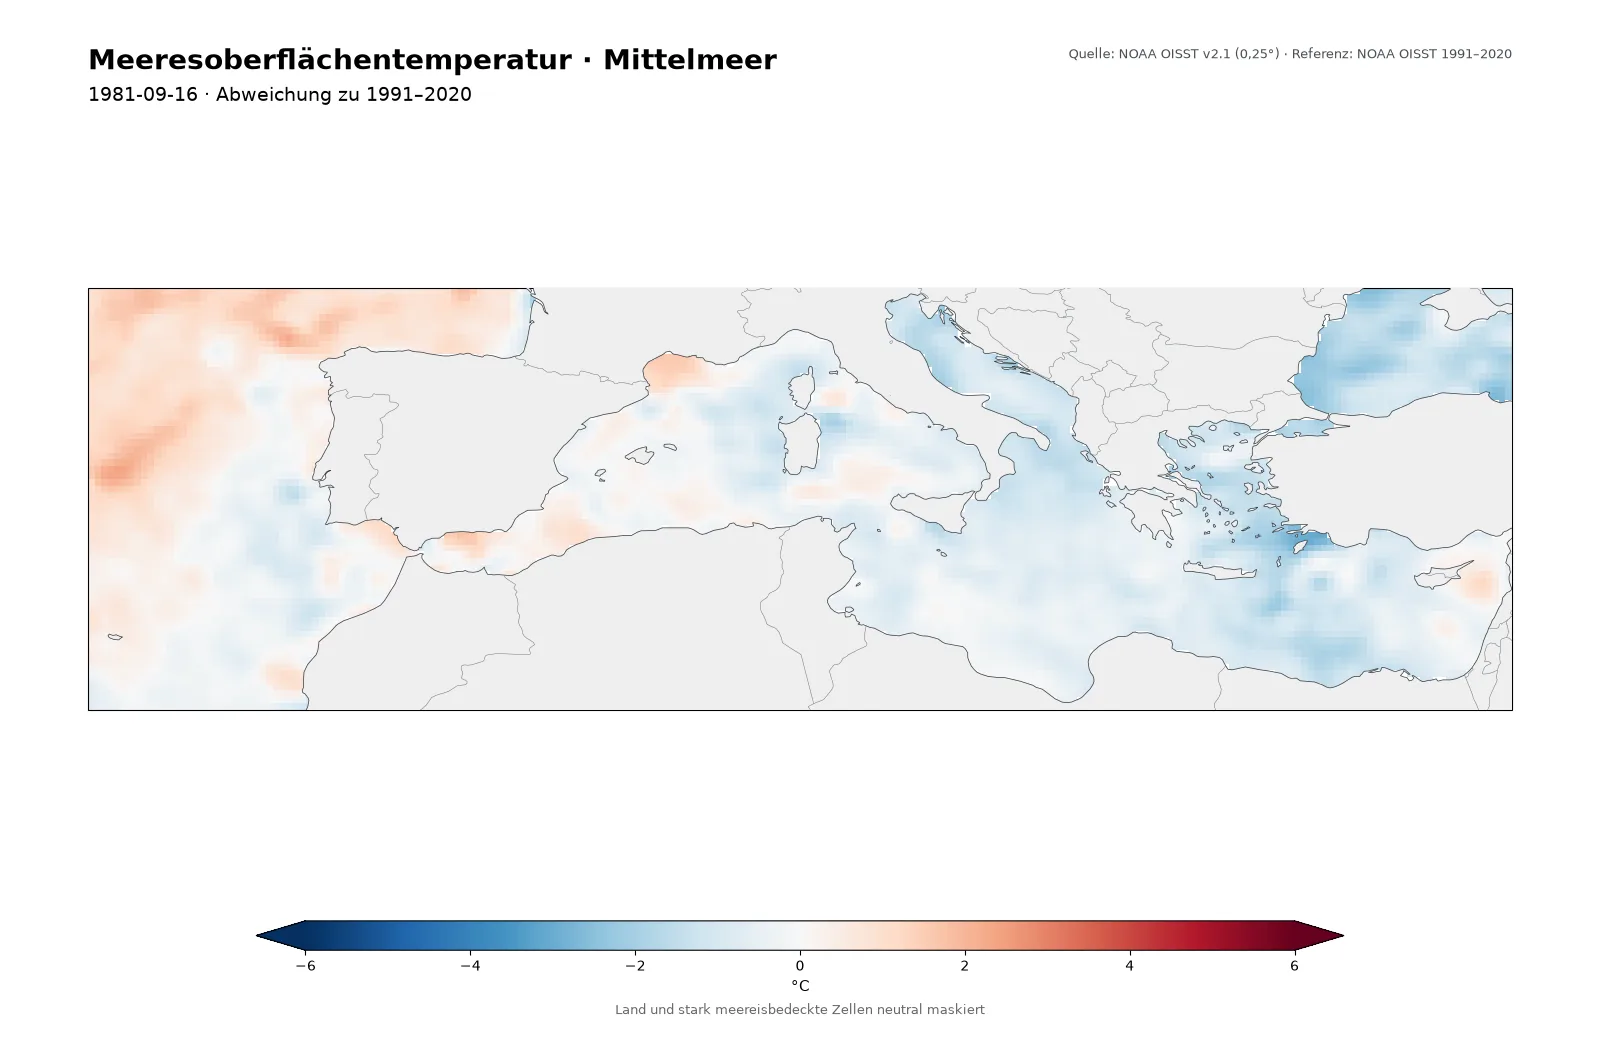 Meeresoberflächentemperatur · Mittelmeer
Quelle: NOAA OISST v2.1 (0,25°) · Referenz: NOAA OISST 1991–2020
1981-09-16 · Abweichung zu 1991–2020
−6 −4 −2 0 2 4 6
°C
Land und stark meereisbedeckte Zellen neutral maskiert